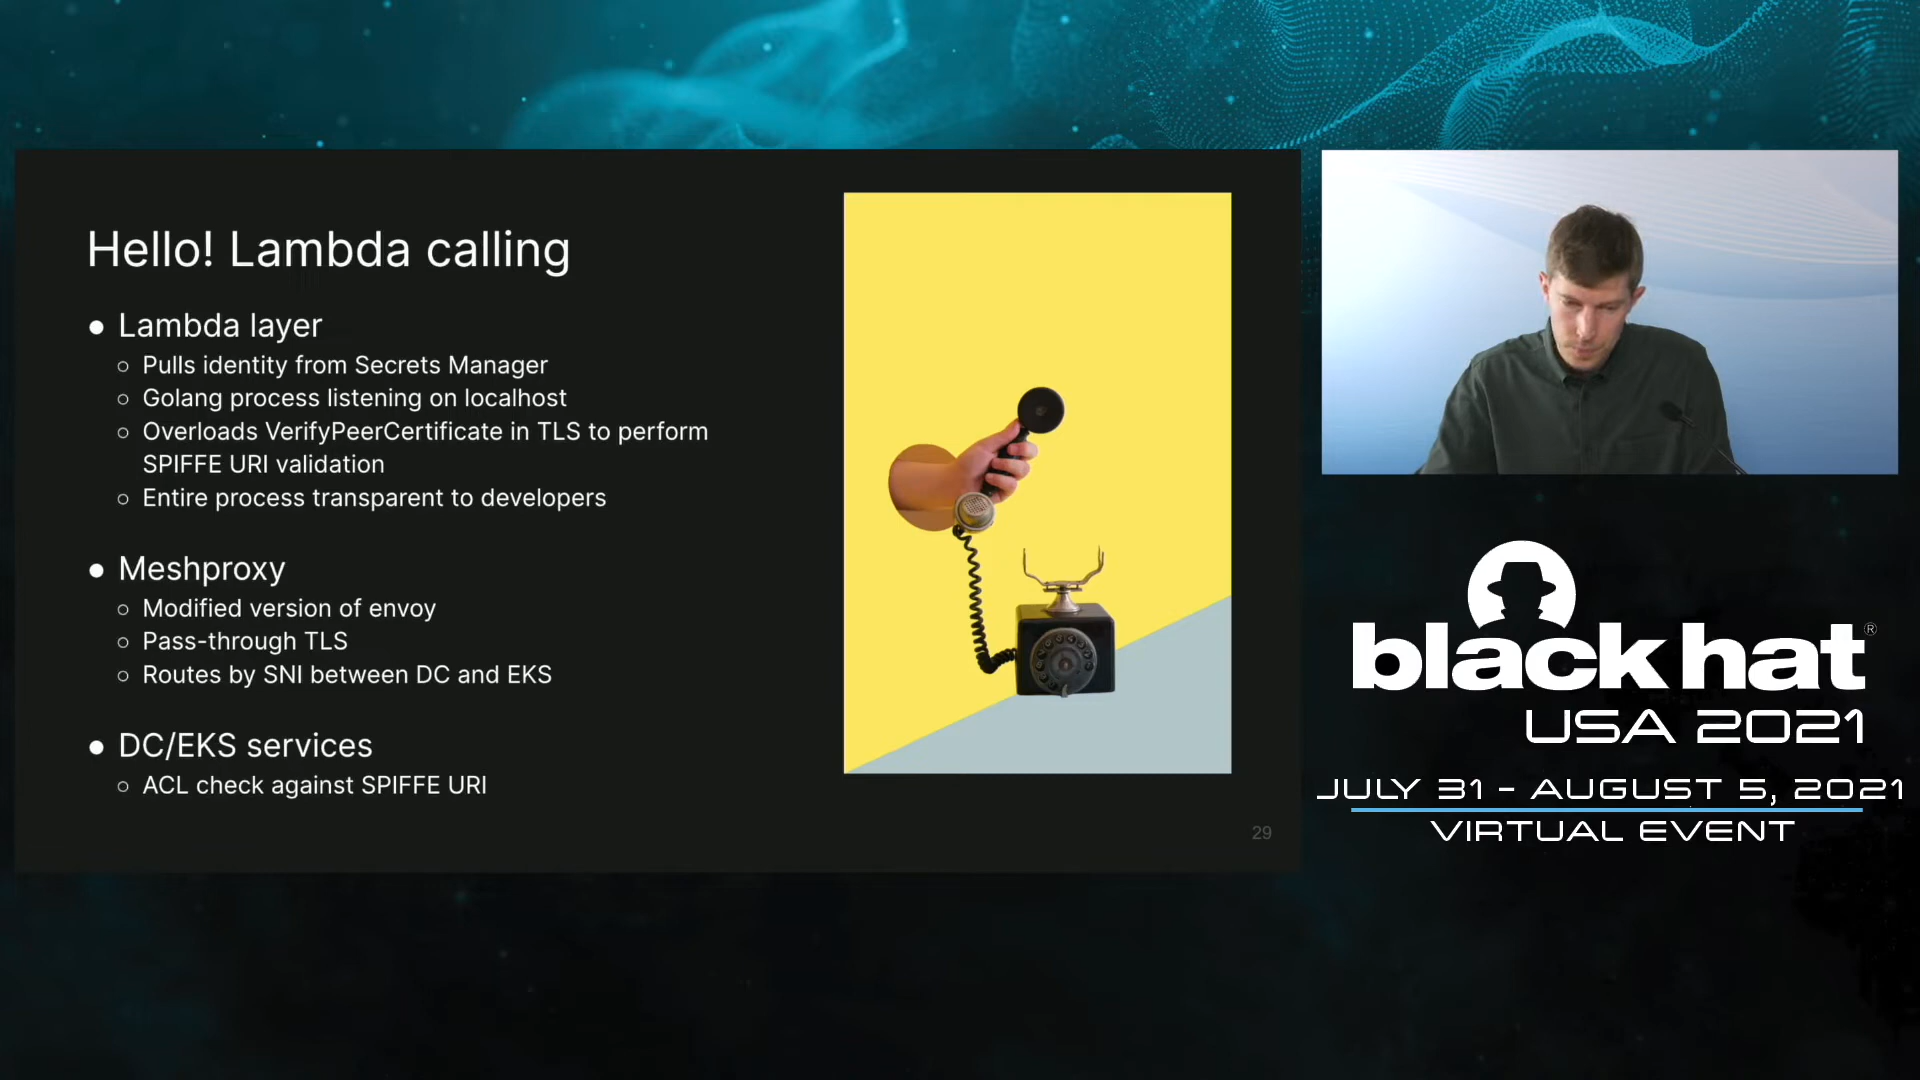 Hello! Lambda calling
● Lambda layer
○ Pulls identity from Secrets Manager
○ Golang process listening on localhost
○ Overloads VerifyPeerCertificate in TLS to perform
SPIFFE URI validation
○ Entire process transparent to developers
● Meshproxy
○ Modified version of envoy
○ Pass-through TLS
○ Routes by SNI between DC and EKS
● DC/EKS services
○ ACL check against SPIFFE URI
29
black hat®
USA 2021
JULY 31 - AUGUST 5, 2021
VIRTUAL EVENT